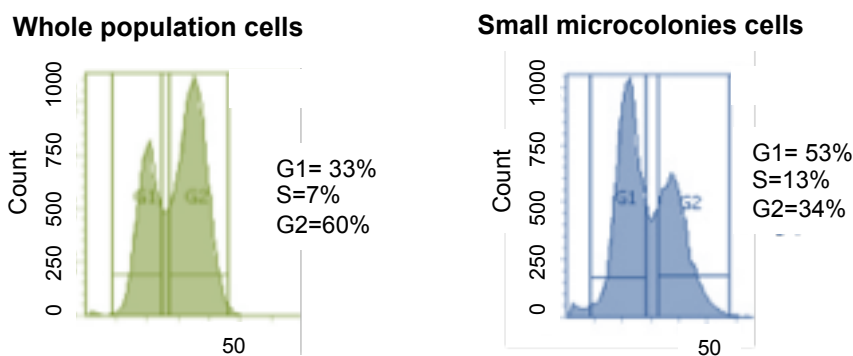 Whole population cells
Count
1000
750
500
250
0
G1
G2
50
G1= 33%
S=7%
G2=60%
Small microcolonies cells
Count
1000
750
500
250
0
G1
G2
50
G1= 53%
S=13%
G2=34%